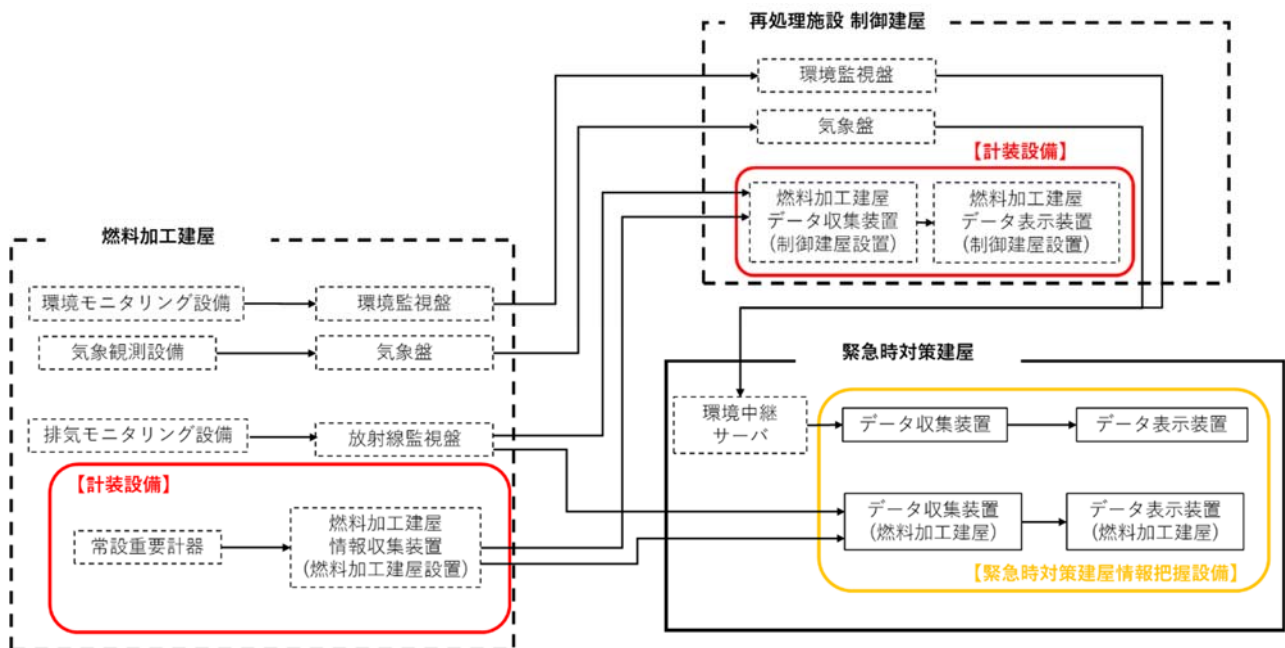 再処理施設 制御建屋
環境監視盤
気象盤
【計装設備】
燃料加工建屋
データ収集装置
(制御建屋設置)
燃料加工建屋
データ表示装置
(制御建屋設置)
燃料加工建屋
環境モニタリング設備
環境監視盤
気象観測設備
気象盤
排気モニタリング設備
放射線監視盤
【計装設備】
常設重要計器
燃料加工建屋
情報収集装置
(燃料加工建屋設置)
緊急時対策建屋
環境中継
サーバ
データ収集装置
データ表示装置
データ収集装置
(燃料加工建屋)
データ表示装置
(燃料加工建屋)
【緊急時対策建屋情報把握設備】